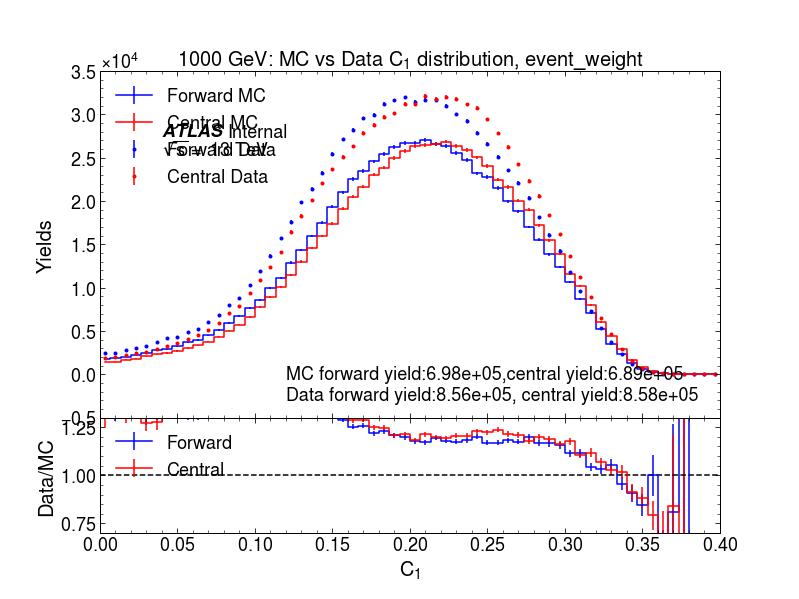 ×10⁴
1000 GeV: MC vs Data C₁ distribution, event_weight
3.5
3.0
2.5
2.0
1.5
1.0
0.5
0.0
Yields
Forward MC
Central MC
ATLAS Internal
Forward Data
√s = 13 TeV
Central Data
MC forward yield:6.98e+05,central yield:6.89e+05
Data forward yield:8.56e+05, central yield:8.58e+05
0.5
1.25
1.00
0.75
Data/MC
Forward
Central
0.00 0.05 0.10 0.15 0.20 0.25 0.30 0.35 0.40
C₁